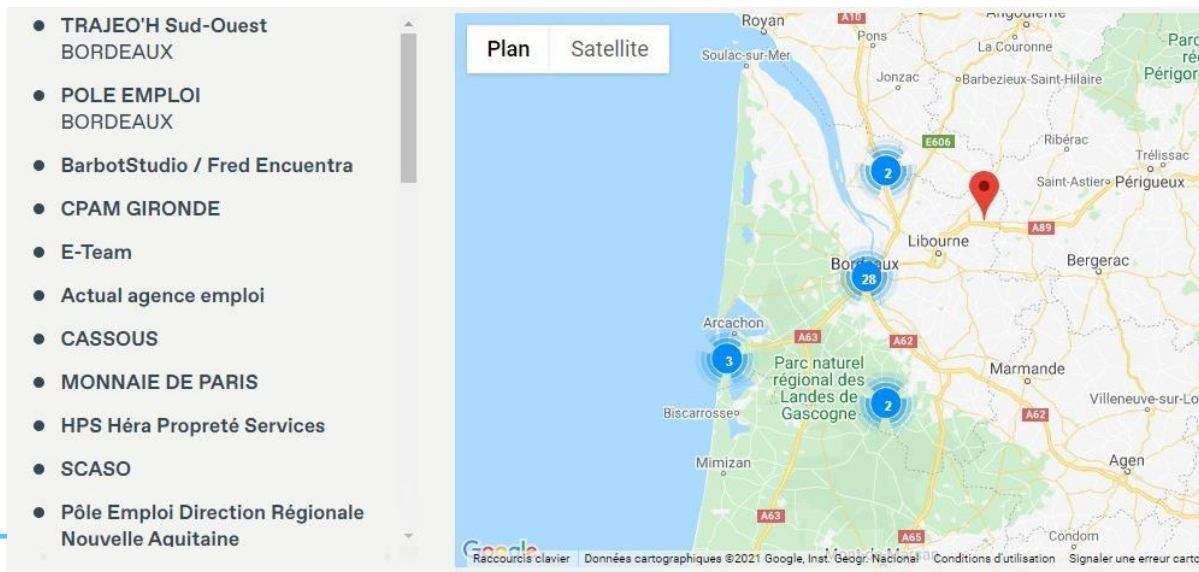 TRAJEO'H Sud-Ouest
BORDEAUX
POLE EMPLOI
BORDEAUX
BarbotStudio / Fred Encuentra
CPAM GIRONDE
E-Team
Actual agence emploi
CASSOUS
MONNAIE DE PARIS
HPS Héra Propreté Services
SCASO
Pôle Emploi Direction Régionale
Nouvelle Aquitaine
Plan Satellite
Royan
A10
Angoulême
Pons
La Couronne
Soulac-sur-Mer
Jonzac
Barbezieux-Saint-Hilaire
Ribérac
E606
Trélissac
2
Saint-Astier
Périgueux
A89
Libourne
Bordeaux
Bergerac
28
Arcachon
A63
A62
3
Parc naturel
régional des
Landes de
Gascogne
Marmande
2
Villeneuve-sur-Lo
Biscarrosse
A62
Mimizan
Agen
A63
A65
Condom
Mont-de-Marsan
Google
Raccourcis clavier
Données cartographiques ©2021 Google, Inst. Geogr. Nacional
Conditions d'utilisation
Signaler une erreur carto